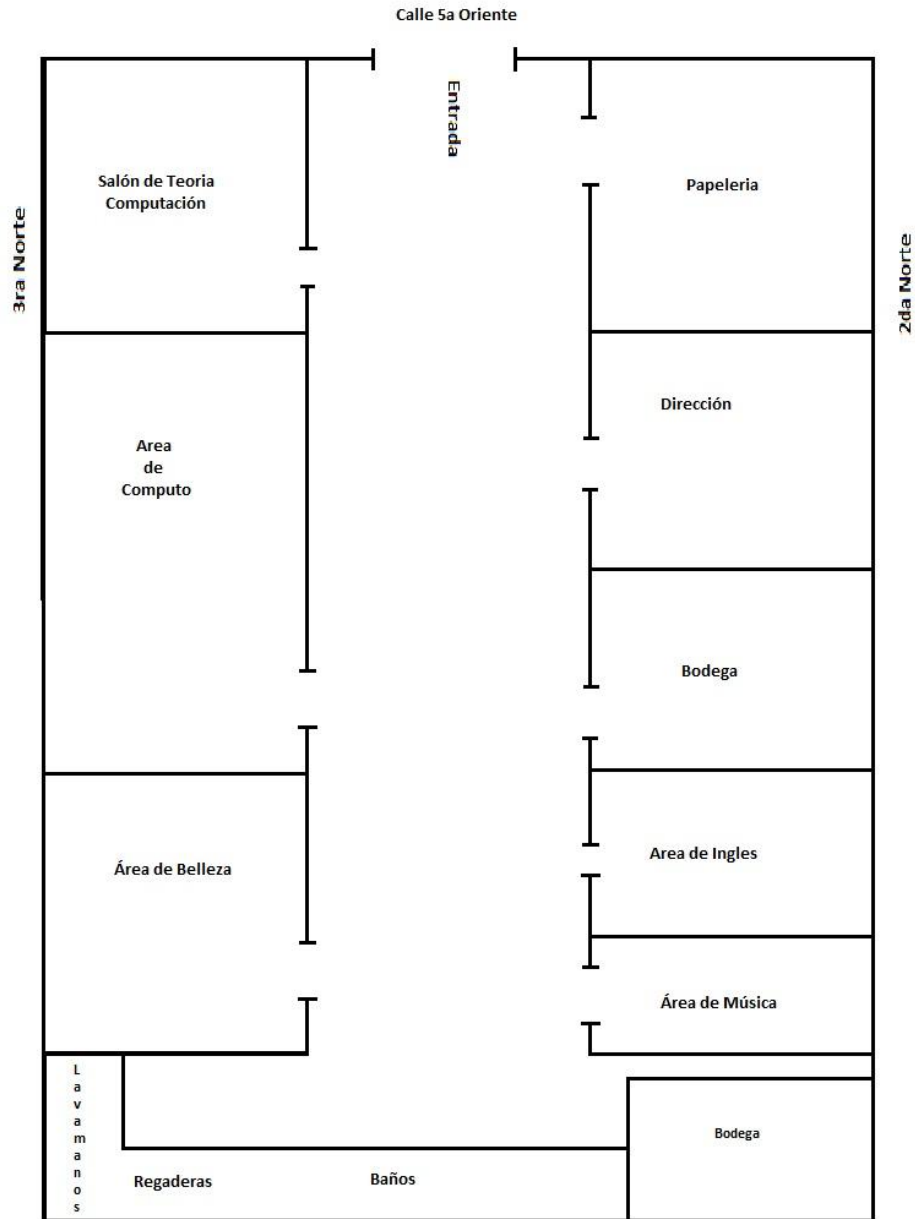 Calle 5a Oriente
Entrada
Salón de Teoria
Computación
Papeleria
3ra Norte
2da Norte
Dirección
Area
de
Computo
Bodega
Area de Ingles
Área de Belleza
Área de Música
Lavamanos
Bodega
Regaderas
Baños